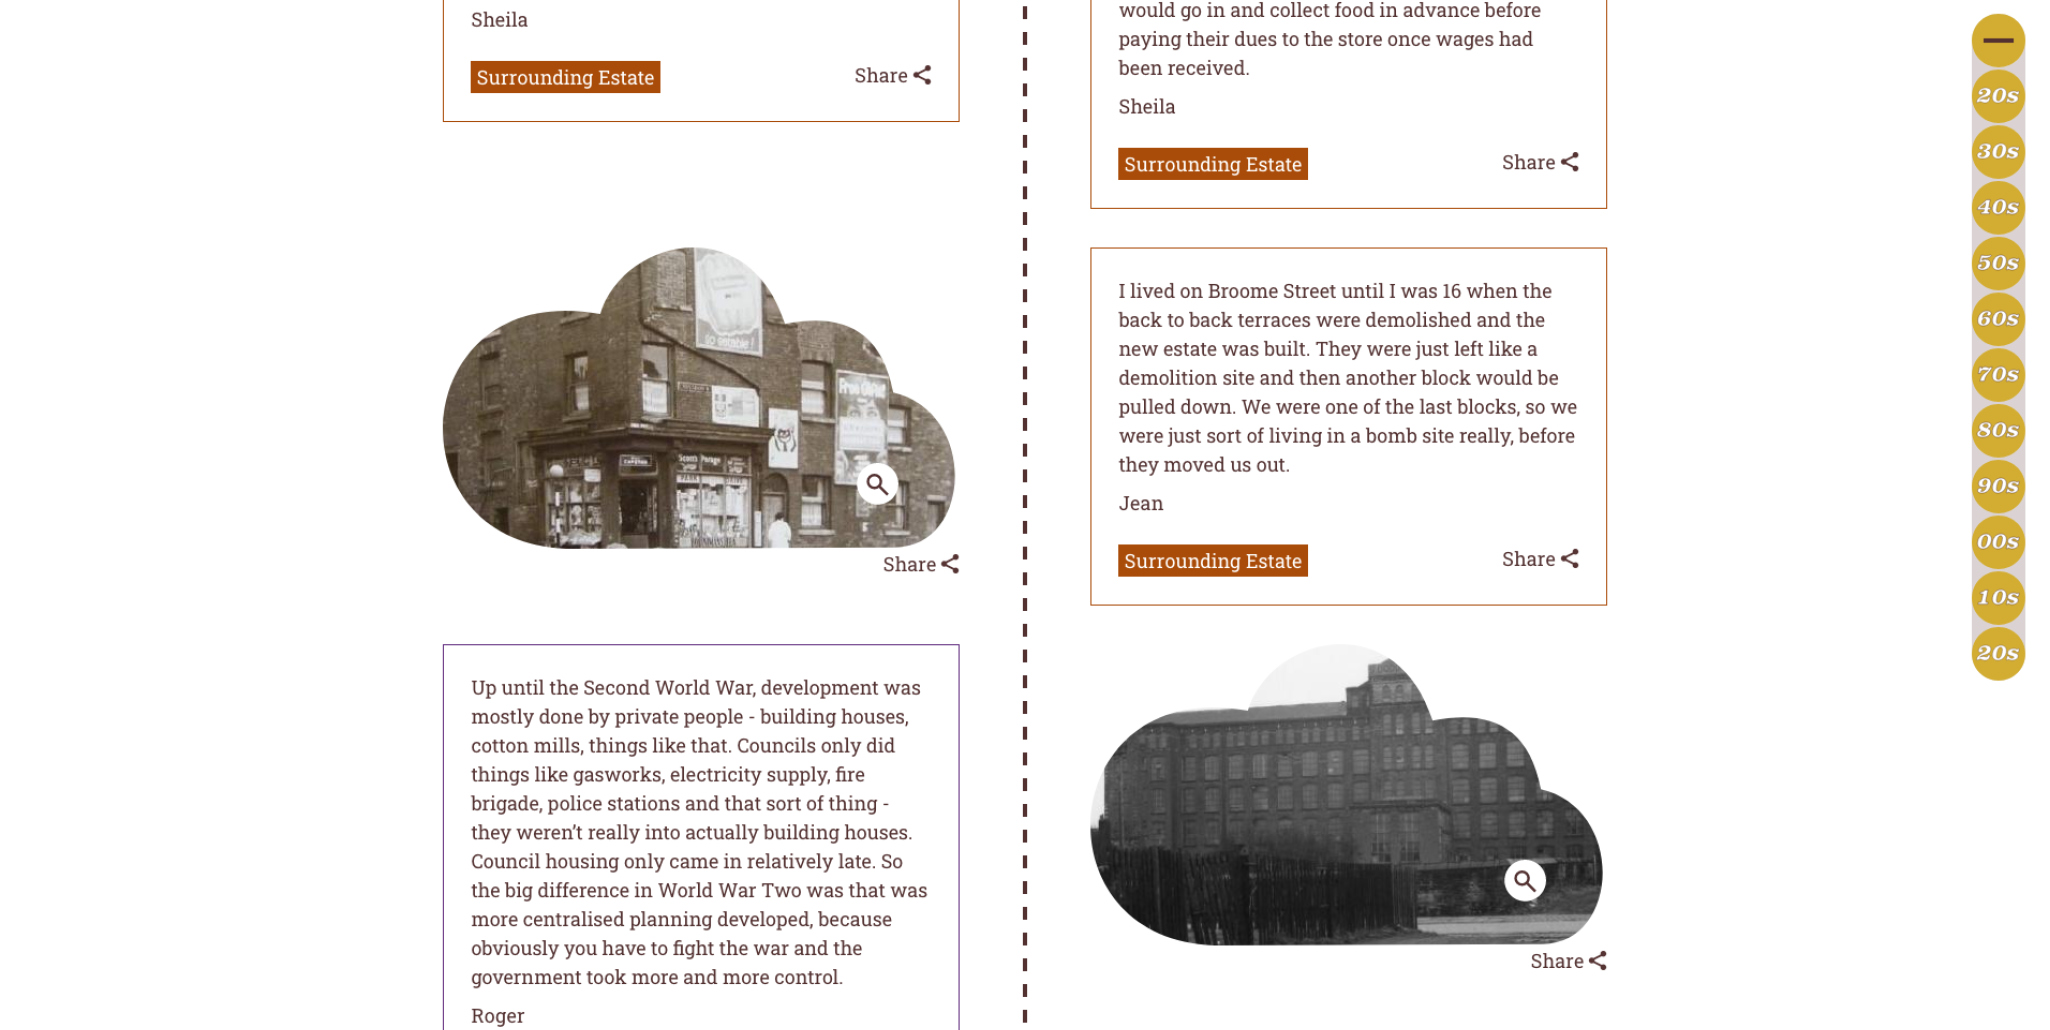 Sheila
Surrounding Estate
Share
go amiable!
Share
Up until the Second World War, development was
mostly done by private people - building houses,
cotton mills, things like that. Councils only did
things like gasworks, electricity supply, fire
brigade, police stations and that sort of thing -
they weren’t really into actually building houses.
Council housing only came in relatively late. So
the big difference in World War Two was that was
more centralised planning developed, because
obviously you have to fight the war and the
government took more and more control.
Roger
would go in and collect food in advance before
paying their dues to the store once wages had
been received.
Sheila
Surrounding Estate
Share
I lived on Broome Street until I was 16 when the
back to back terraces were demolished and the
new estate was built. They were just left like a
demolition site and then another block would be
pulled down. We were one of the last blocks, so we
were just sort of living in a bomb site really, before
they moved us out.
Jean
Surrounding Estate
Share
Share
20s
30s
40s
50s
60s
70s
80s
90s
00s
10s
20s